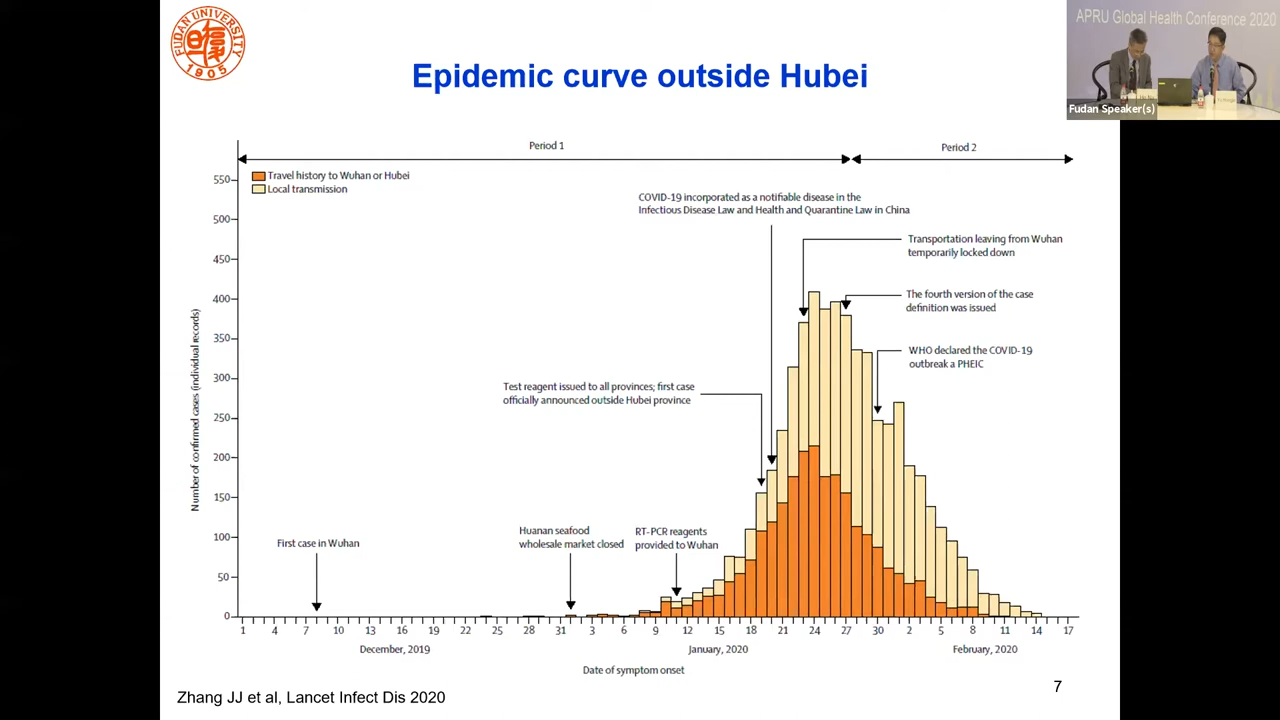 FUDAN UNIVERSITY
1905
APRU Global Health Conference 2020
Fudan Speaker(s)
Epidemic curve outside Hubei
Period 1
Period 2
Travel history to Wuhan or Hubei
Local transmission
COVID-19 incorporated as a notifiable disease in the
Infectious Disease Law and Health and Quarantine Law in China
Transportation leaving from Wuhan
temporarily locked down
The fourth version of the case
definition was issued
WHO declared the COVID-19
outbreak a PHEIC
Test reagent issued to all provinces; first case
officially announced outside Hubei province
Huanan seafood
wholesale market closed
RT-PCR reagents
provided to Wuhan
First case in Wuhan
Number of confirmed cases (individual records)
550
500
450
400
350
300
250
200
150
100
50
0
1 4 7 10 13 16 19 22 25 28 31 3 6 9 12 15 18 21 24 27 30 2 5 8 11 14 17
December, 2019 January, 2020 February, 2020
Date of symptom onset
Zhang JJ et al, Lancet Infect Dis 2020
7